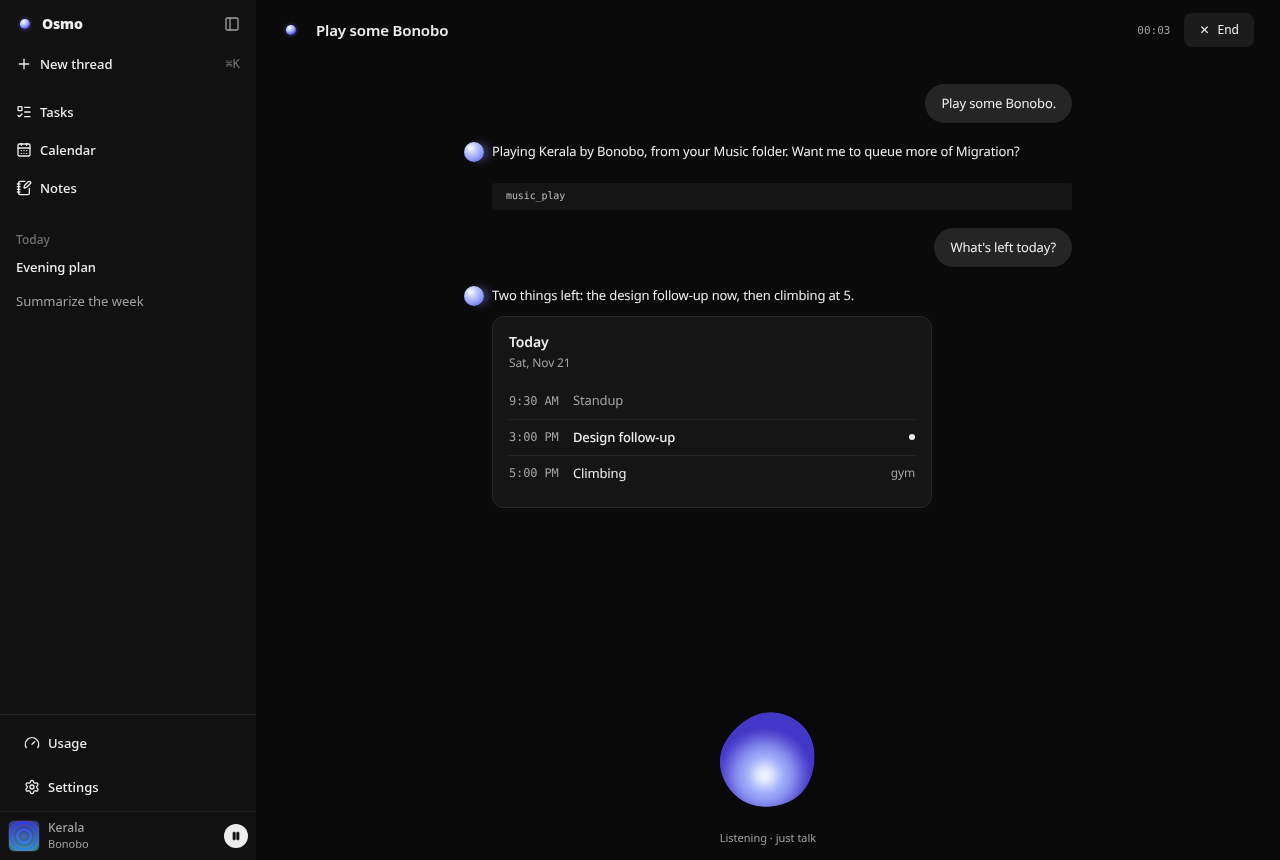 Osmo
New thread ⌘K
Tasks
Calendar
Notes
Today
Evening plan
Summarize the week
Usage
Settings
Kerala
Bonobo
Play some Bonobo
00:03
End
Play some Bonobo.
Playing Kerala by Bonobo, from your Music folder. Want me to queue more of Migration?
music_play
What's left today?
Two things left: the design follow-up now, then climbing at 5.
Today
Sat, Nov 21
9:30 AM Standup
3:00 PM Design follow-up
5:00 PM Climbing gym
Listening · just talk